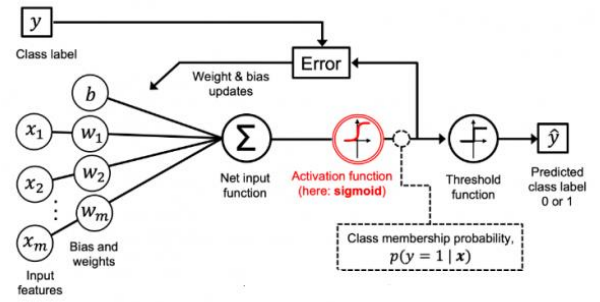 y
Class label
Error
Weight & bias
updates
b
x₁
w₁
x₂
w₂
⋮
wₘ
xₘ
Bias and
weights
Input
features
Σ
Net input
function
Activation function
(here: sigmoid)
Threshold
function
ŷ
Predicted
class label
0 or 1
Class membership probability,
p(y = 1 | x)